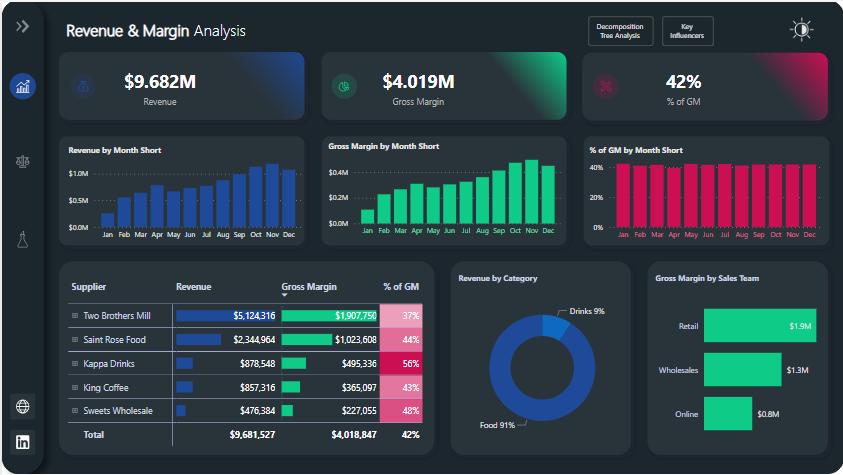 Revenue & Margin Analysis
Decomposition
Tree Analysis
Key
Influencers
$9.682M
Revenue
$4.019M
Gross Margin
42%
% of GM
Revenue by Month Short
$1.0M
$0.5M
$0.0M
Jan Feb Mar Apr May Jun Jul Aug Sep Oct Nov Dec
Gross Margin by Month Short
$0.4M
$0.2M
$0.0M
Jan Feb Mar Apr May Jun Jul Aug Sep Oct Nov Dec
% of GM by Month Short
40%
20%
0%
Jan Feb Mar Apr May Jun Jul Aug Sep Oct Nov Dec
Supplier Revenue Gross Margin % of GM
Two Brothers Mill $5,124,316 $1,907,750 37%
Saint Rose Food $2,344,964 $1,023,608 44%
Kappa Drinks $878,548 $495,336 56%
King Coffee $857,316 $365,097 43%
Sweets Wholesale $476,384 $227,055 48%
Total $9,681,527 $4,018,847 42%
Revenue by Category
Drinks 9%
Food 91%
Gross Margin by Sales Team
Retail $1.9M
Wholesales $1.3M
Online $0.8M
in